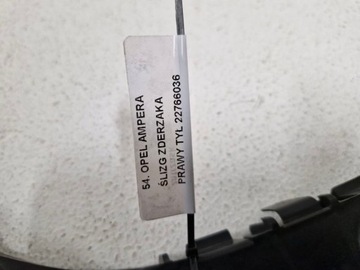 54. OPEL AMPERA
ŚLIZG ZDERZAKA
PRAWY TYŁ 22766036